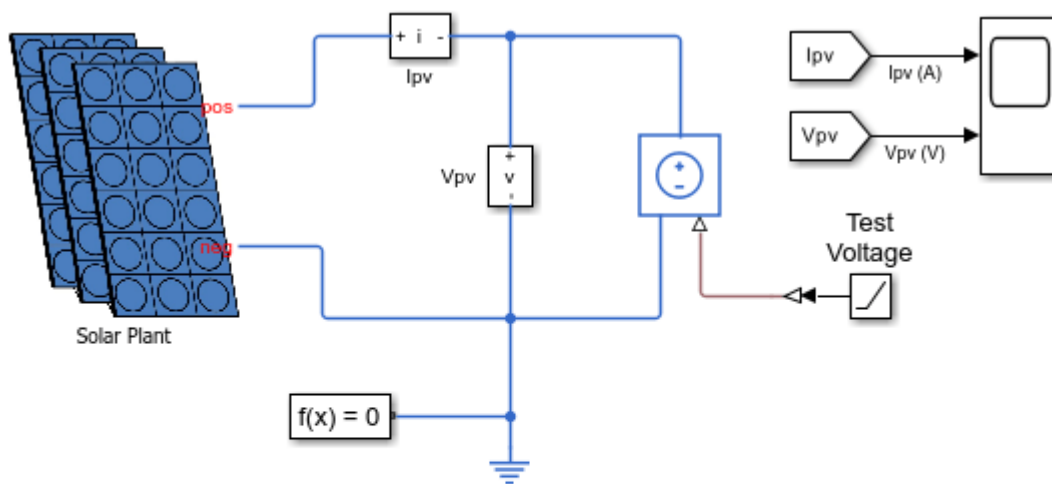 + i -
Ipv
pos
neg
Solar Plant
Vpv
+
v
-
+
-
f(x) = 0
Ipv
Ipv (A)
Vpv
Vpv (V)
Test
Voltage